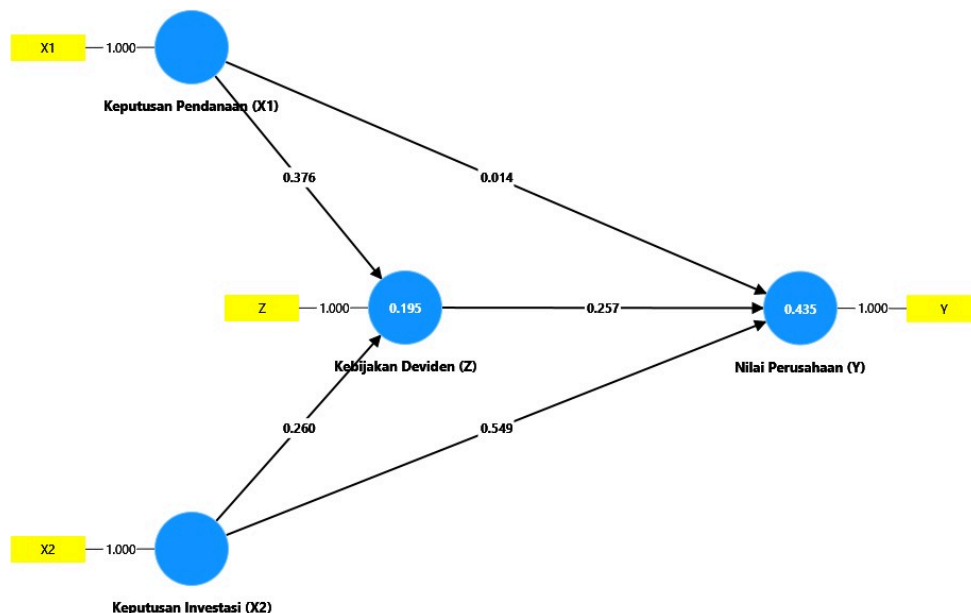 X1
1.000
Keputusan Pendanaan (X1)
0.376
0.014
Z
1.000
0.195
0.257
0.435
1.000
Y
Kebijakan Deviden (Z)
Nilai Perusahaan (Y)
0.260
0.549
X2
1.000
Keputusan Investasi (X2)